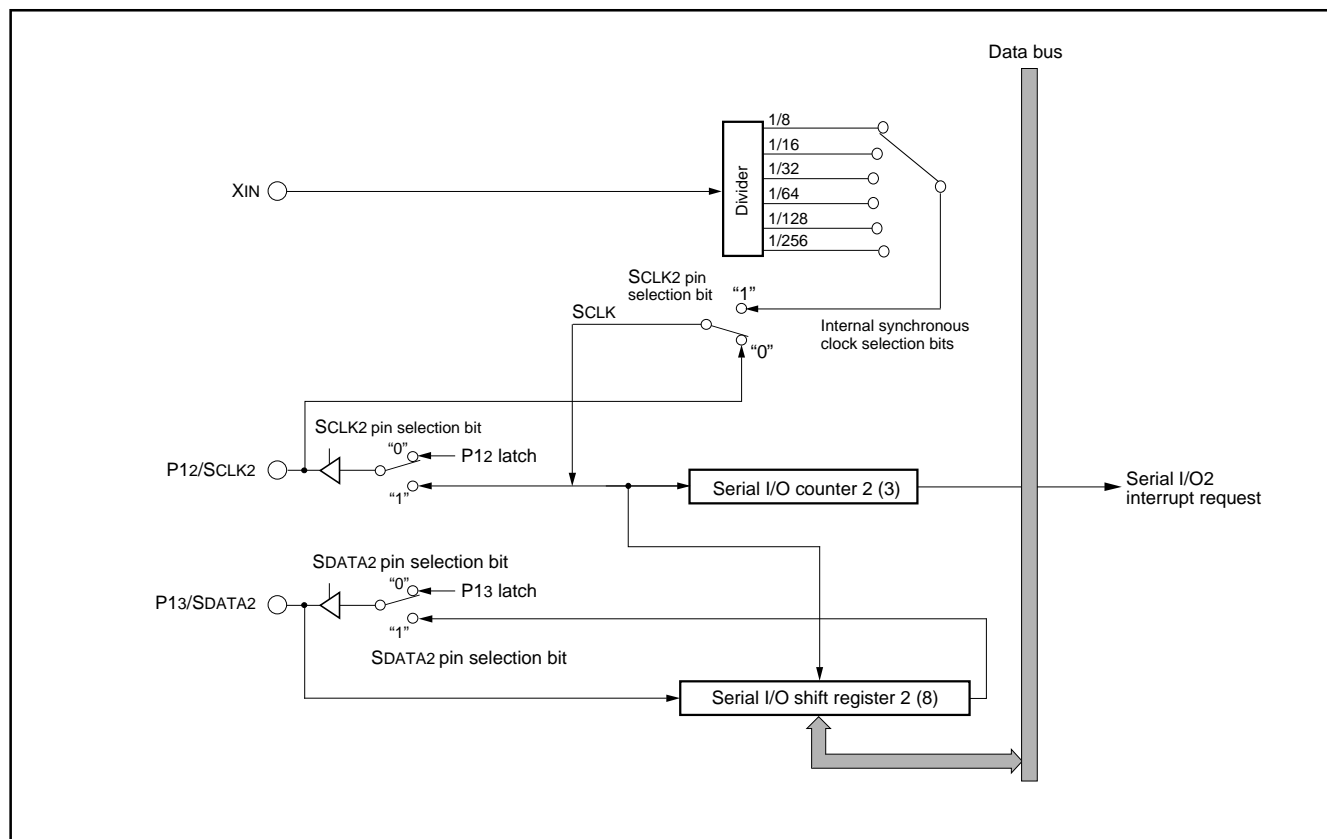 Data bus
1/8
1/16
1/32
1/64
1/128
1/256
XIN
Divider
SCLK2 pin
selection bit
“1”
SCLK
“0”
Internal synchronous
clock selection bits
SCLK2 pin selection bit
“0”
P12 latch
P12/SCLK2
“1”
Serial I/O counter 2 (3)
Serial I/O2
interrupt request
SDATA2 pin selection bit
“0”
P13 latch
P13/SDATA2
“1”
SDATA2 pin selection bit
Serial I/O shift register 2 (8)